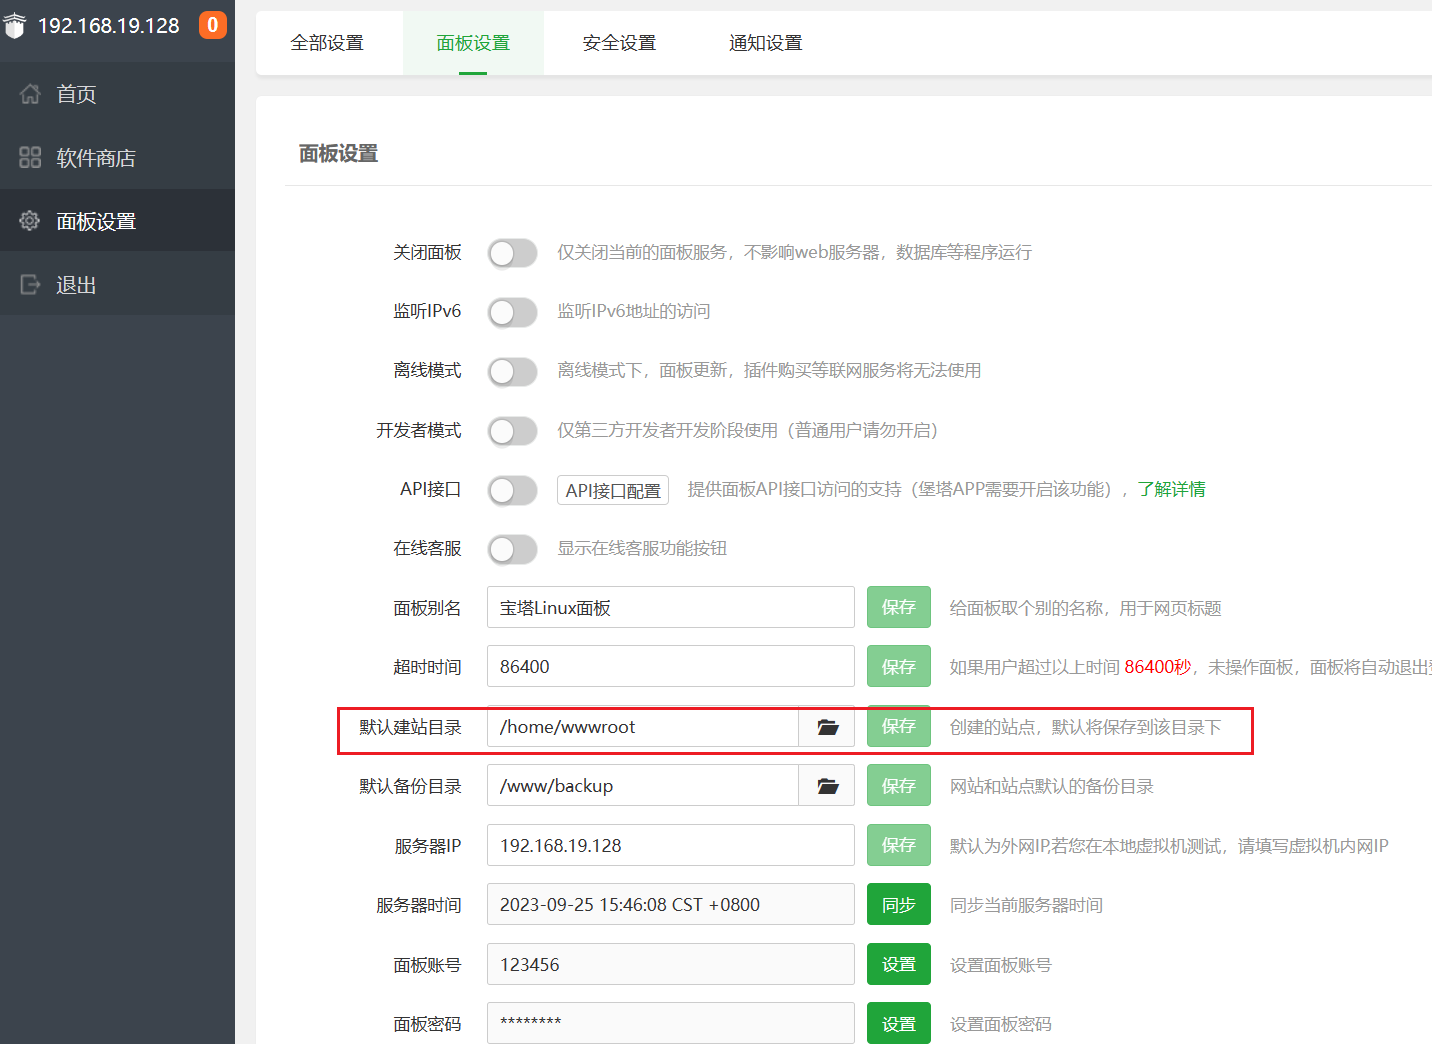 192.168.19.128 0
首页
软件商店
面板设置
退出
全部设置 面板设置 安全设置 通知设置
面板设置
关闭面板 仅关闭当前的面板服务，不影响web服务器，数据库等程序运行
监听IPv6 监听IPv6地址的访问
离线模式 离线模式下，面板更新，插件购买等联网服务将无法使用
开发者模式 仅第三方开发者开发阶段使用（普通用户请勿开启）
API接口 API接口配置 提供面板API接口访问的支持（堡塔APP需要开启该功能），了解详情
在线客服 显示在线客服功能按钮
面板别名 宝塔Linux面板 保存 给面板取个别的名称，用于网页标题
超时时间 86400 保存 如果用户超过以上时间 86400秒，未操作面板，面板将自动退出
默认建站目录 /home/wwwroot 保存 创建的站点，默认将保存到该目录下
默认备份目录 /www/backup 保存 网站和站点默认的备份目录
服务器IP 192.168.19.128 保存 默认为外网IP,若您在本地虚拟机测试，请填写虚拟机内网IP
服务器时间 2023-09-25 15:46:08 CST +0800 同步 同步当前服务器时间
面板账号 123456 设置 设置面板账号
面板密码 ******** 设置 设置面板密码